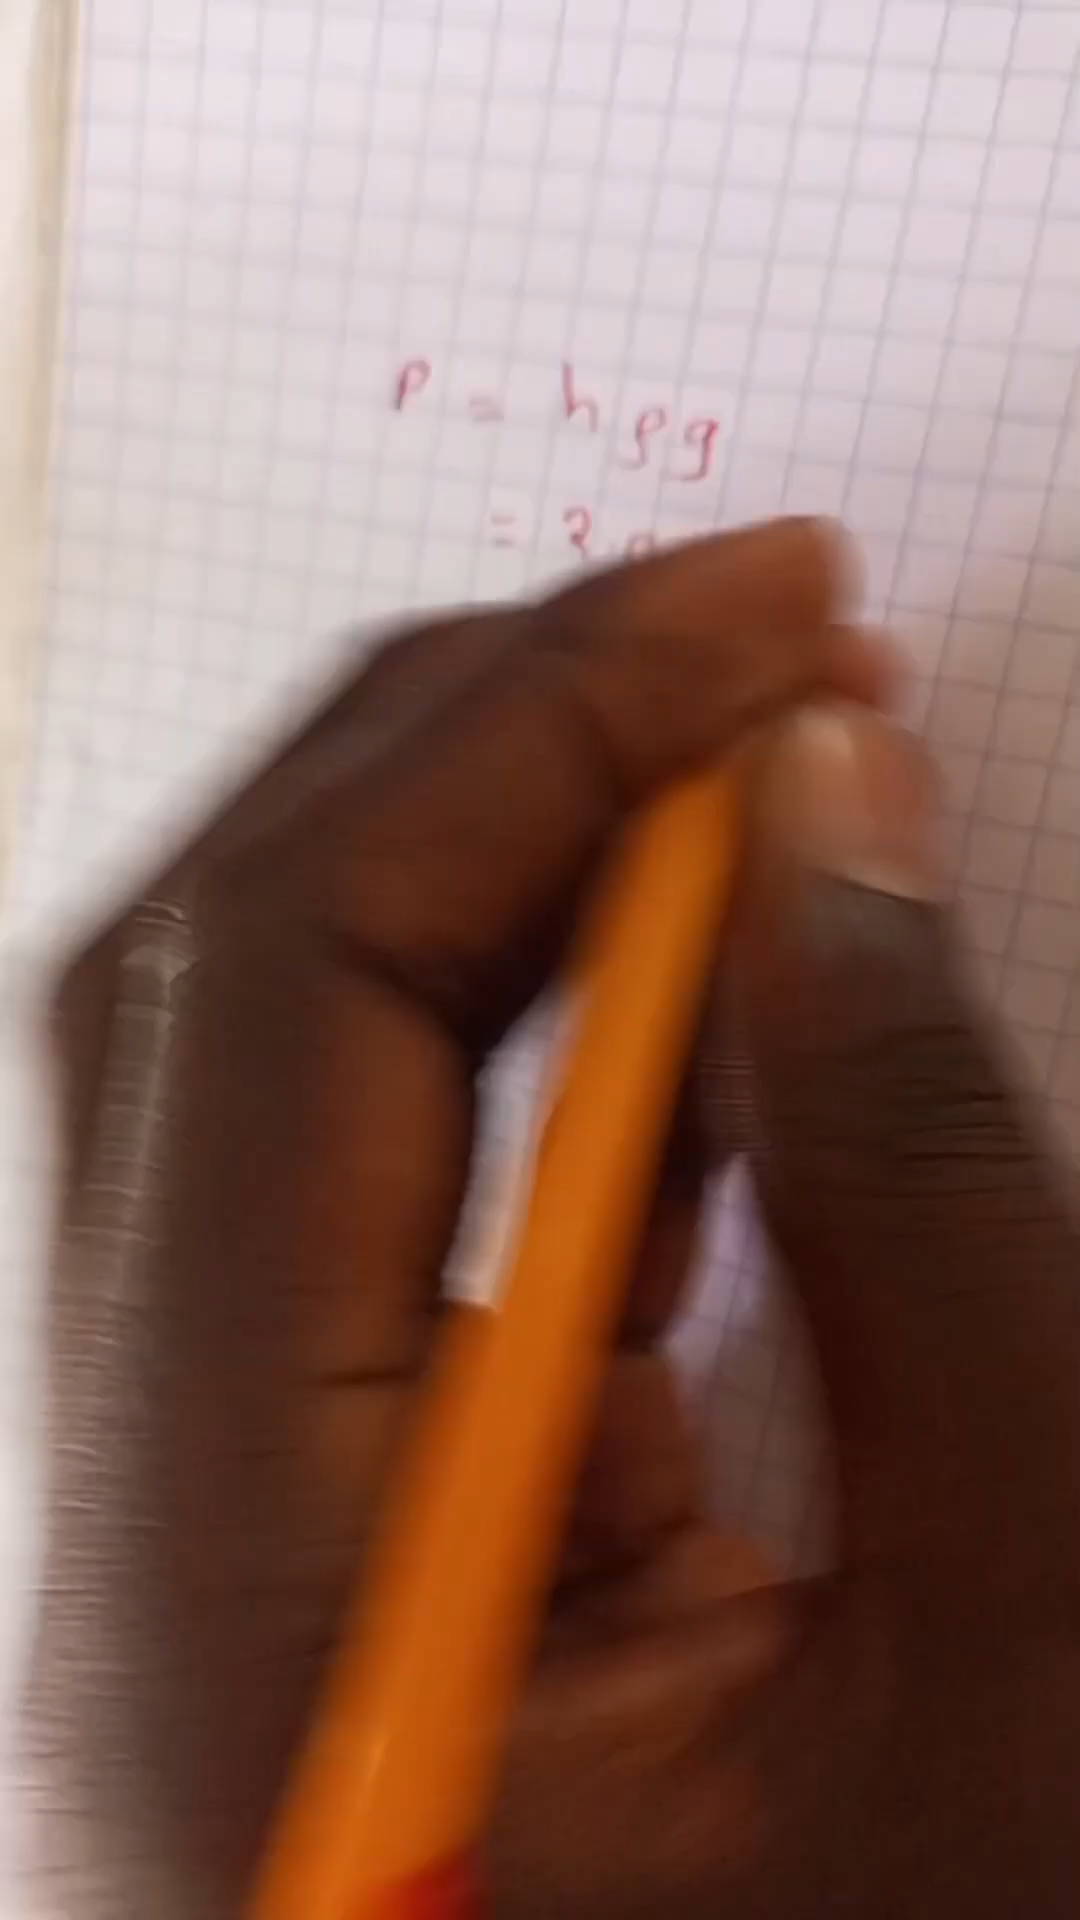 P = hρg
=